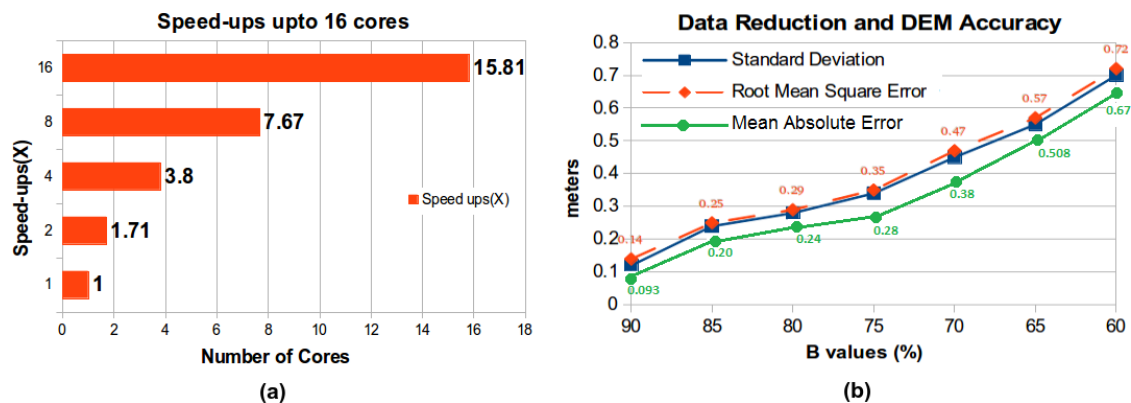 Speed-ups upto 16 cores
Speed-ups(X)
16
8
4
2
1
15.81
7.67
3.8
1.71
1
Speed ups(X)
0 2 4 6 8 10 12 14 16 18
Number of Cores
(a)
Data Reduction and DEM Accuracy
meters
0.8
0.7
0.6
0.5
0.4
0.3
0.2
0.1
0
Standard Deviation
Root Mean Square Error
Mean Absolute Error
0.14 0.25 0.29 0.35 0.47 0.57 0.72
0.093 0.20 0.24 0.28 0.38 0.508 0.67
90 85 80 75 70 65 60
B values (%)
(b)